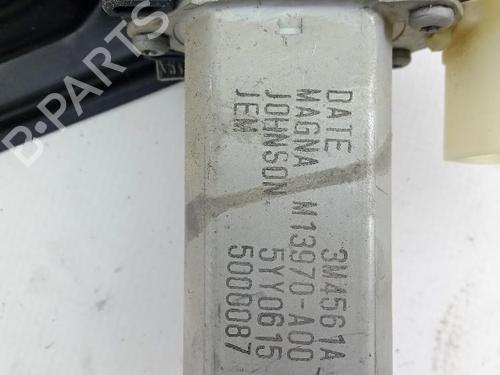 DATE 3M4561A
MAGNA M13970-A00
JOHNSON 5YY0615
JEM 5000087
B-PARTS